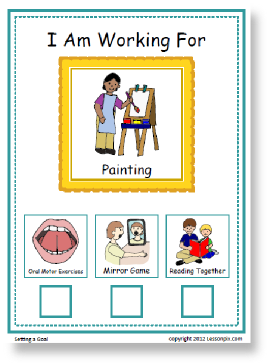 I Am Working For
Painting
Oral Motor Exercises
Mirror Game
Reading Together
Setting a Goal
copyright 2012 Lessonpix.com